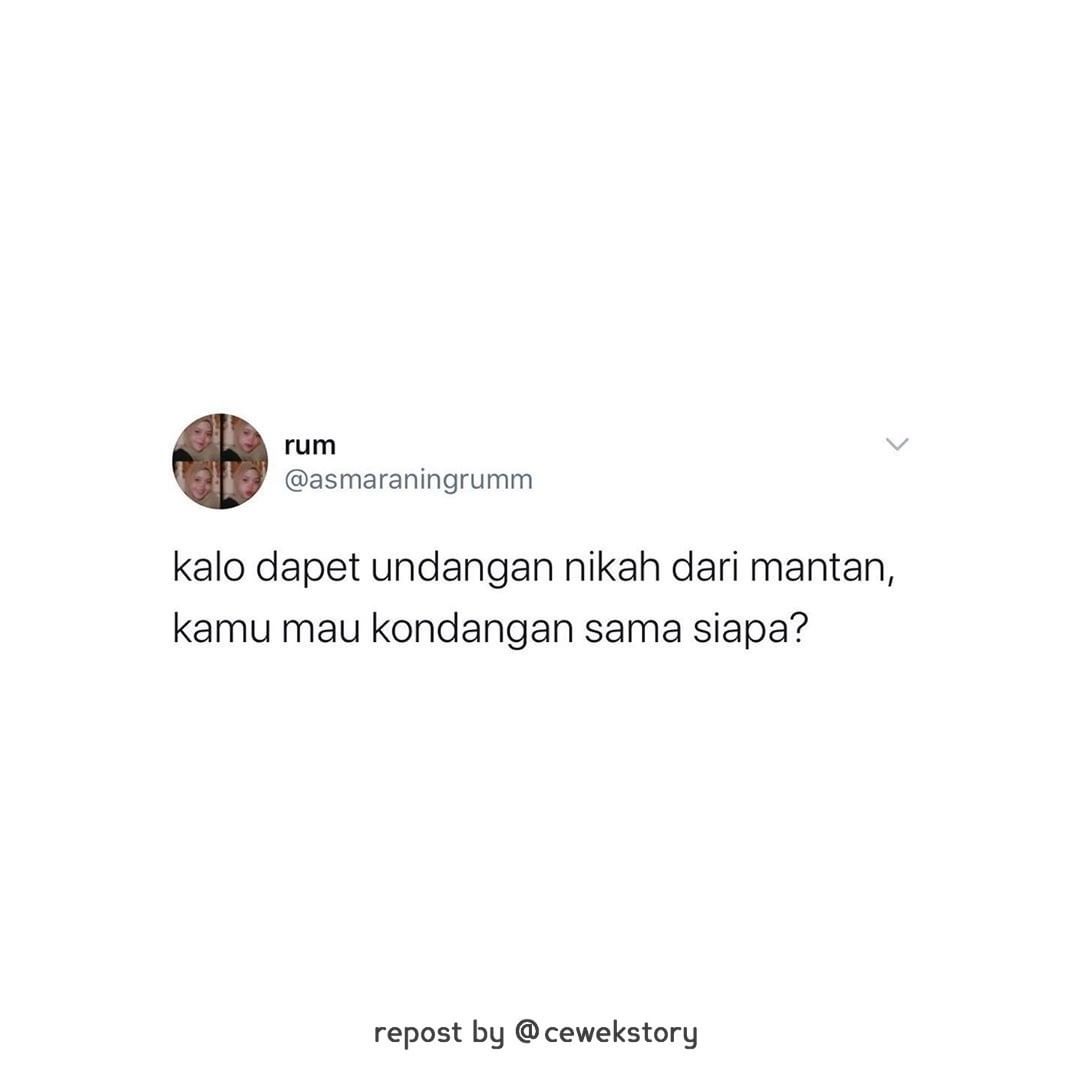 rum
@asmaraningrumm
kalo dapet undangan nikah dari mantan,
kamu mau kondangan sama siapa?
repost by @cewekstory